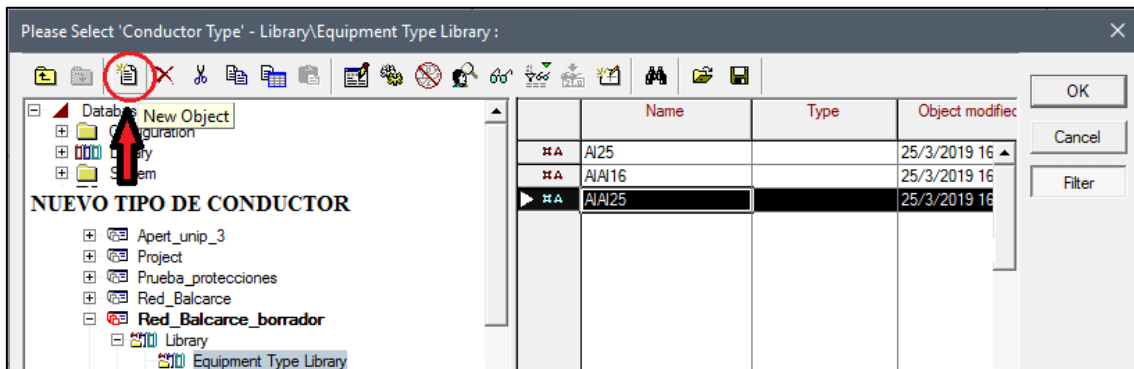 Please Select 'Conductor Type' - Library\Equipment Type Library :
New Object
Configuration
Library
System
NUEVO TIPO DE CONDUCTOR
Apert_unip_3
Project
Prueba_protecciones
Red_Balcarce
Red_Balcarce_borrador
Library
Equipment Type Library
Name Type Object modified
AI25 25/3/2019 16
AlAl16 25/3/2019 16
AlAl25 25/3/2019 16
OK
Cancel
Filter